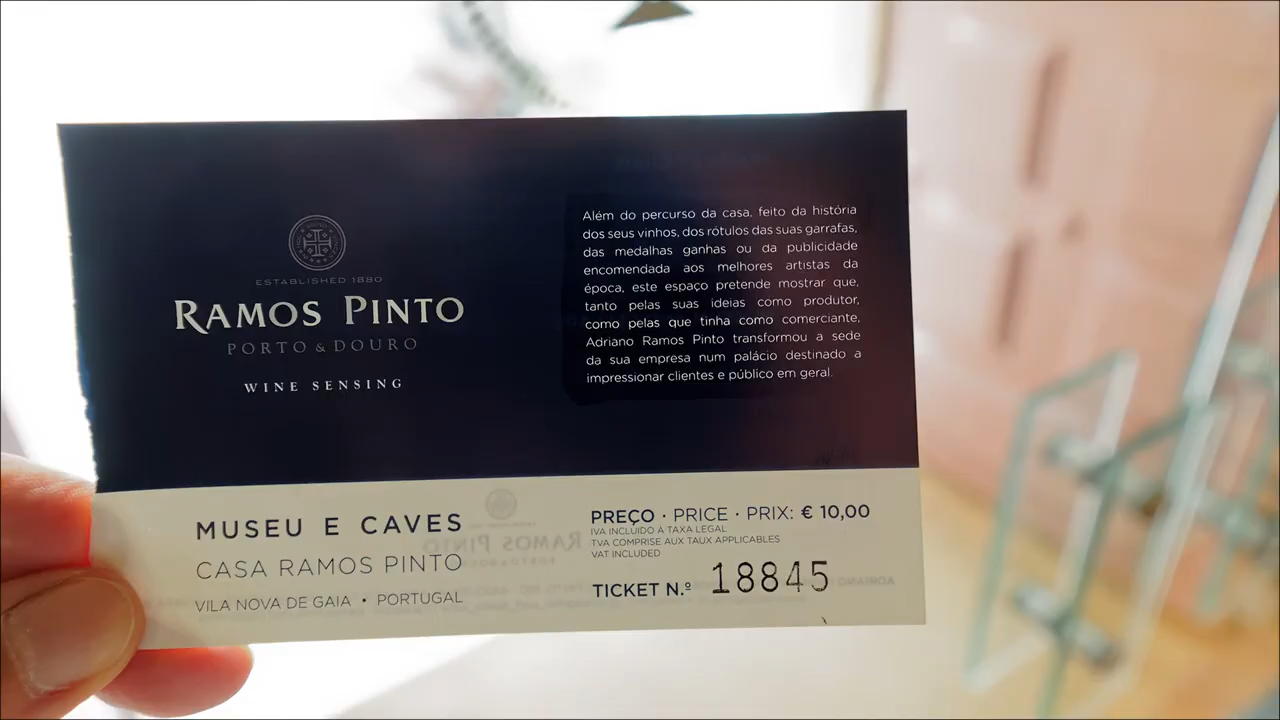 ESTABLISHED 1880
RAMOS PINTO
PORTO & DOURO
WINE SENSING
Além do percurso da casa, feito da história
dos seus vinhos, dos rótulos das suas garrafas,
das medalhas ganhas ou da publicidade
encomendada aos melhores artistas da
época, este espaço pretende mostrar que,
tanto pelas suas ideias como produtor,
como pelas que tinha como comerciante,
Adriano Ramos Pinto transformou a sede
da sua empresa num palácio destinado a
impressionar clientes e público em geral.
MUSEU E CAVES
CASA RAMOS PINTO
VILA NOVA DE GAIA • PORTUGAL
PREÇO · PRICE · PRIX: € 10,00
IVA INCLUÍDO À TAXA LEGAL
TVA COMPRISE AUX TAUX APPLICABLES
VAT INCLUDED
TICKET N.º 18845
RAMOS PINTO